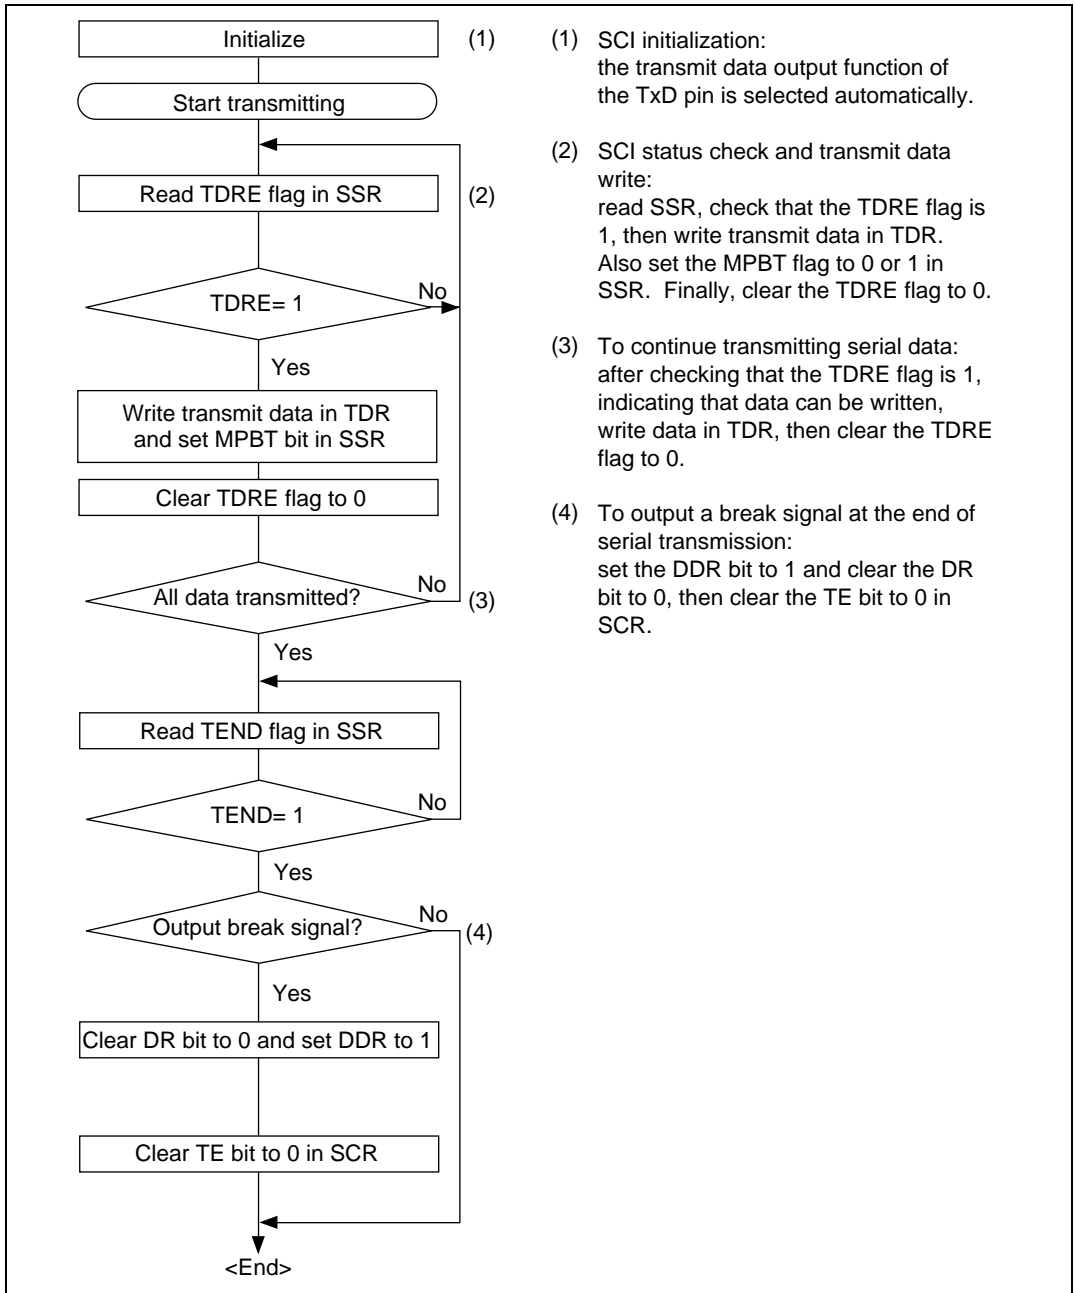 Initialize
(1)
Start transmitting
Read TDRE flag in SSR
(2)
TDRE= 1
No
Yes
Write transmit data in TDR
and set MPBT bit in SSR
Clear TDRE flag to 0
All data transmitted?
No
(3)
Yes
Read TEND flag in SSR
TEND= 1
No
Yes
Output break signal?
No
(4)
Yes
Clear DR bit to 0 and set DDR to 1
Clear TE bit to 0 in SCR
<End>
(1) SCI initialization:
the transmit data output function of
the TxD pin is selected automatically.
(2) SCI status check and transmit data
write:
read SSR, check that the TDRE flag is
1, then write transmit data in TDR.
Also set the MPBT flag to 0 or 1 in
SSR. Finally, clear the TDRE flag to 0.
(3) To continue transmitting serial data:
after checking that the TDRE flag is 1,
indicating that data can be written,
write data in TDR, then clear the TDRE
flag to 0.
(4) To output a break signal at the end of
serial transmission:
set the DDR bit to 1 and clear the DR
bit to 0, then clear the TE bit to 0 in
SCR.